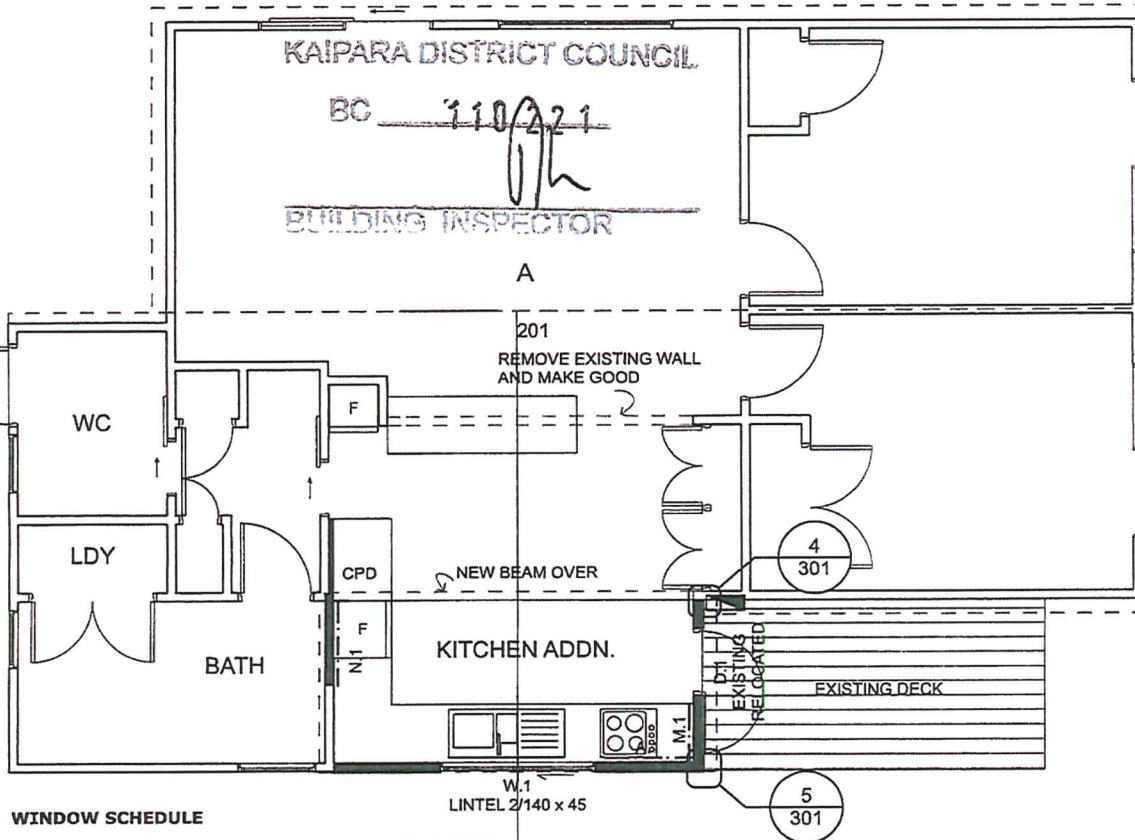 KAIPARA DISTRICT COUNCIL
BC 110221
BUILDING INSPECTOR
A
201
REMOVE EXISTING WALL
AND MAKE GOOD
F
WC
LDY
CPD
NEW BEAM OVER
4
301
F
N.1
BATH
KITCHEN ADDN.
D.1
EXISTING
RELOCATED
EXISTING DECK
M.1
A
W.1
LINTEL 2/140 x 45
5
301
WINDOW SCHEDULE